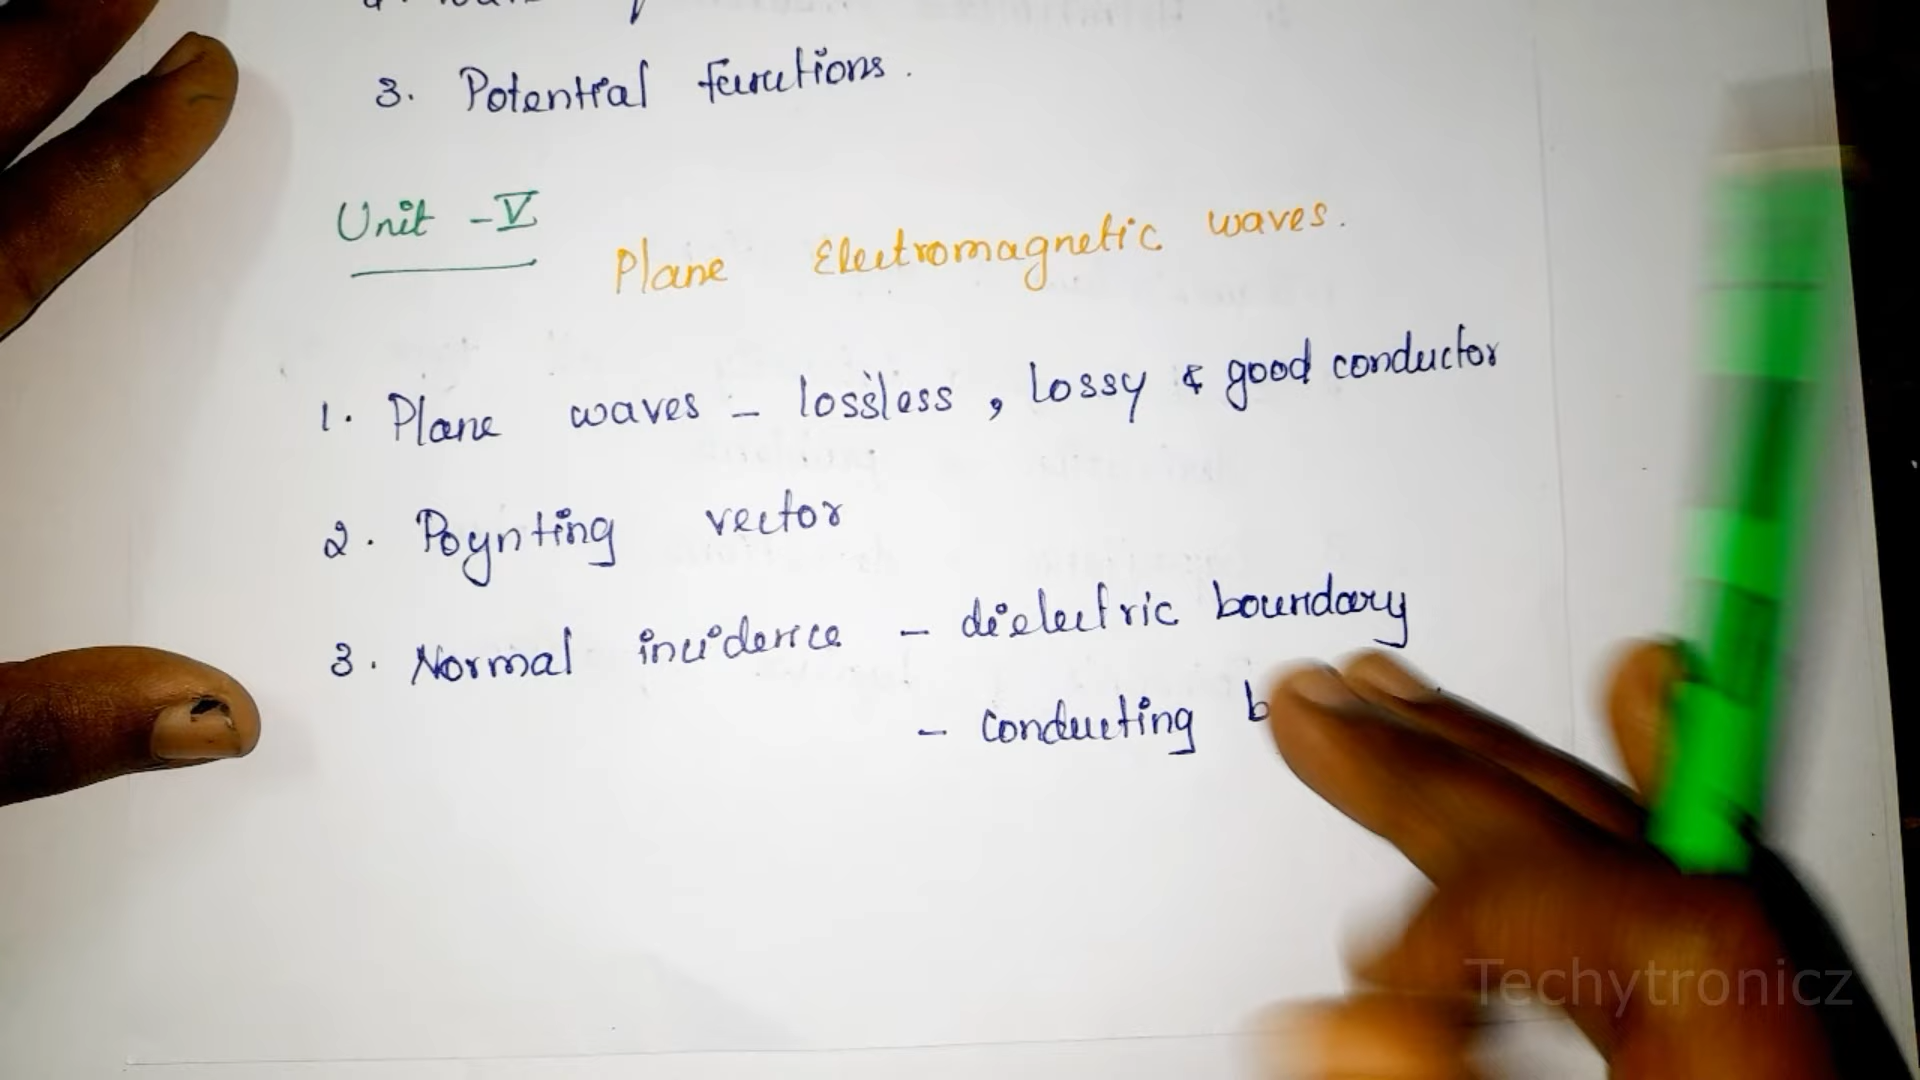 3. Potential functions.
Unit - V
Plane Electromagnetic waves.
1. Plane waves - lossless, Lossy & good conductor
2. Poynting vector
3. Normal incidence - dielectric boundary
- conducting b
Techytronicz